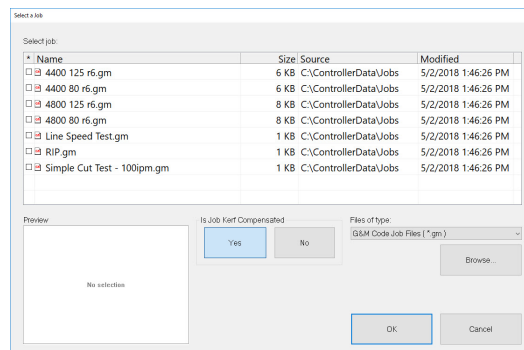 Select a Job
Select job:
* Name Size Source Modified
4400 125 r6.gm 6 KB C:\ControllerData\Jobs 5/2/2018 1:46:26 PM
4400 80 r6.gm 6 KB C:\ControllerData\Jobs 5/2/2018 1:46:26 PM
4800 125 r6.gm 8 KB C:\ControllerData\Jobs 5/2/2018 1:46:26 PM
4800 80 r6.gm 8 KB C:\ControllerData\Jobs 5/2/2018 1:46:26 PM
Line Speed Test.gm 1 KB C:\ControllerData\Jobs 5/2/2018 1:46:26 PM
RIP.gm 1 KB C:\ControllerData\Jobs 5/2/2018 1:46:26 PM
Simple Cut Test - 100ipm.gm 1 KB C:\ControllerData\Jobs 5/2/2018 1:46:26 PM
Preview Is Job Kerf Compensated Files of type:
Yes No G&M Code Job Files ( *.gm )
Browse...
No selection
OK Cancel